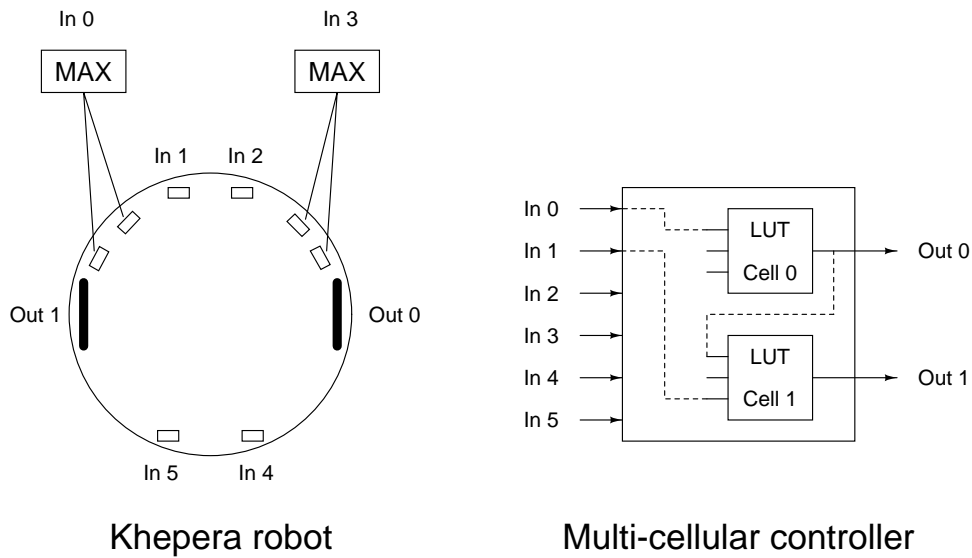 In 0
In 3
MAX
MAX
In 1
In 2
Out 1
Out 0
In 5
In 4
Khepera robot
In 0
In 1
In 2
In 3
In 4
In 5
LUT
Cell 0
LUT
Cell 1
Out 0
Out 1
Multi-cellular controller